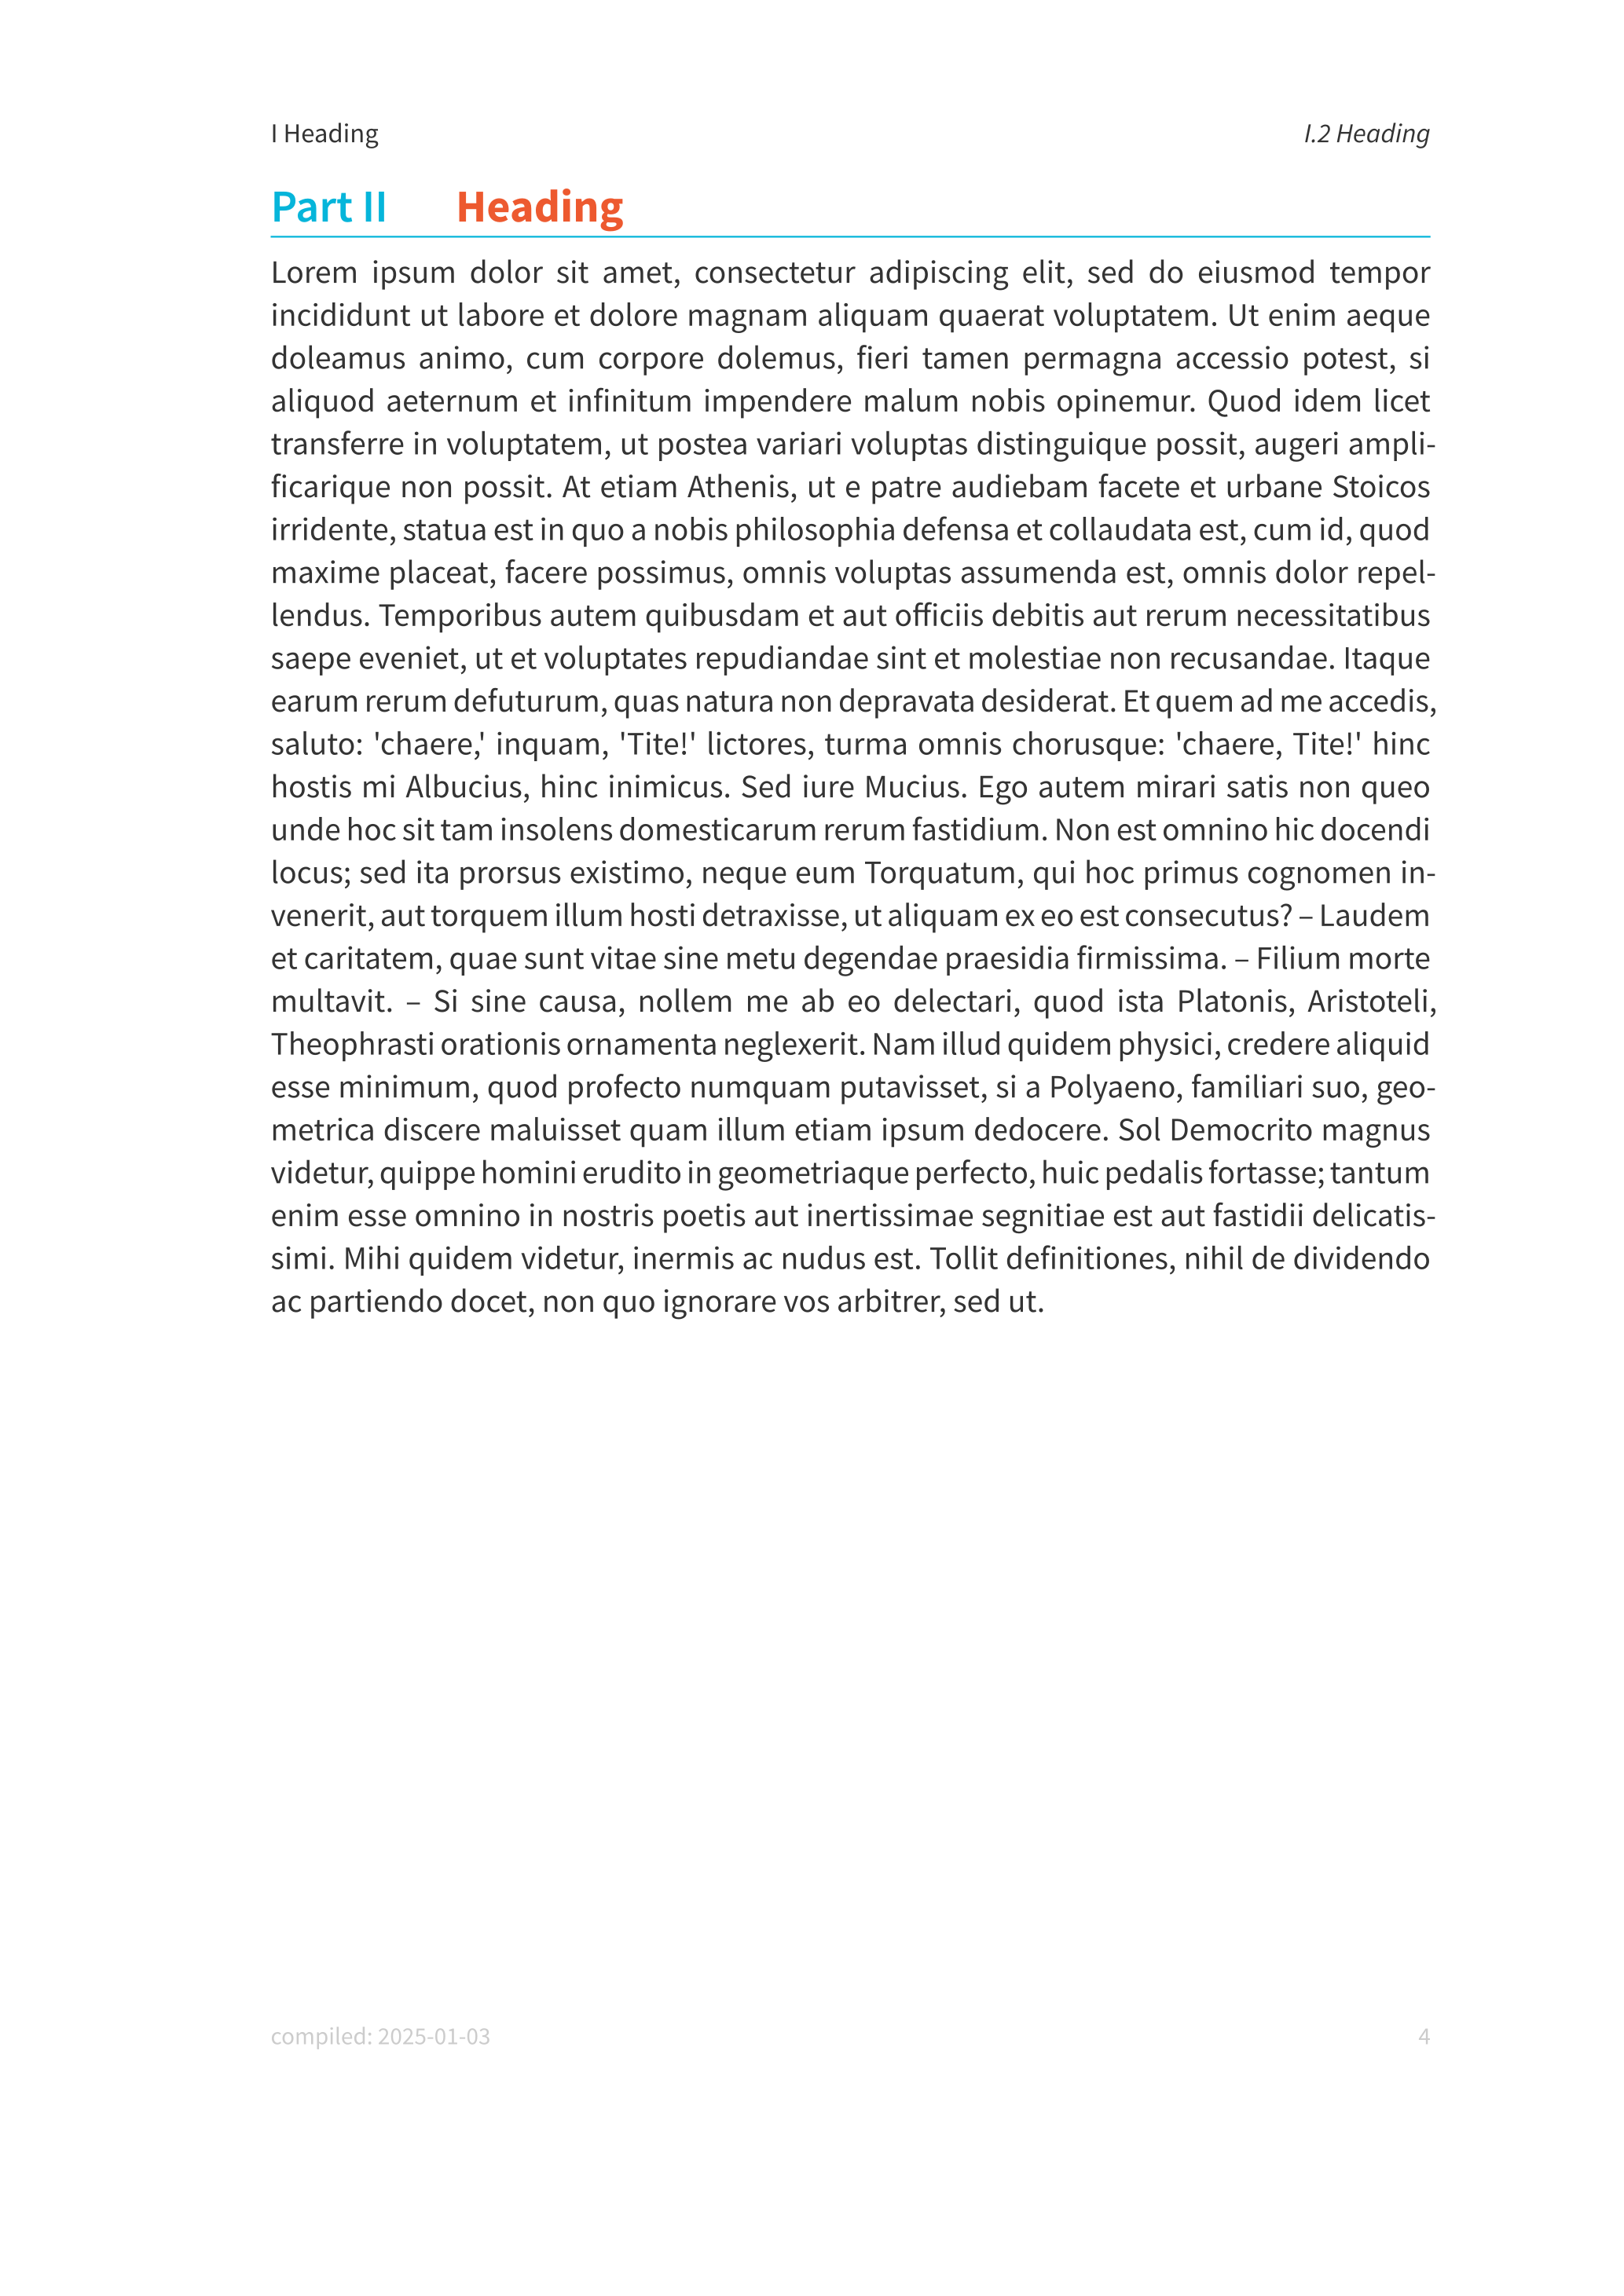 I Heading I.2 Heading
Part II Heading
Lorem ipsum dolor sit amet, consectetur adipiscing elit, sed do eiusmod tempor
incididunt ut labore et dolore magnam aliquam quaerat voluptatem. Ut enim aeque
doleamus animo, cum corpore dolemus, fieri tamen permagna accessio potest, si
aliquod aeternum et infinitum impendere malum nobis opinemur. Quod idem licet
transferre in voluptatem, ut postea variari voluptas distinguique possit, augeri ampli-
ficarique non possit. At etiam Athenis, ut e patre audiebam facete et urbane Stoicos
irridente, statua est in quo a nobis philosophia defensa et collaudata est, cum id, quod
maxime placeat, facere possimus, omnis voluptas assumenda est, omnis dolor repel-
lendus. Temporibus autem quibusdam et aut officiis debitis aut rerum necessitatibus
saepe eveniet, ut et voluptates repudiandae sint et molestiae non recusandae. Itaque
earum rerum defuturum, quas natura non depravata desiderat. Et quem ad me accedis,
saluto: 'chaere,' inquam, 'Tite!' lictores, turma omnis chorusque: 'chaere, Tite!' hinc
hostis mi Albucius, hinc inimicus. Sed iure Mucius. Ego autem mirari satis non queo
unde hoc sit tam insolens domesticarum rerum fastidium. Non est omnino hic docendi
locus; sed ita prorsus existimo, neque eum Torquatum, qui hoc primus cognomen in-
venerit, aut torquem illum hosti detraxisse, ut aliquam ex eo est consecutus? – Laudem
et caritatem, quae sunt vitae sine metu degendae praesidia firmissima. – Filium morte
multavit. – Si sine causa, nollem me ab eo delectari, quod ista Platonis, Aristoteli,
Theophrasti orationis ornamenta neglexerit. Nam illud quidem physici, credere aliquid
esse minimum, quod profecto numquam putavisset, si a Polyaeno, familiari suo, geo-
metrica discere maluisset quam illum etiam ipsum dedocere. Sol Democrito magnus
videtur, quippe homini erudito in geometriaque perfecto, huic pedalis fortasse; tantum
enim esse omnino in nostris poetis aut inertissimae segnitiae est aut fastidii delicatis-
simi. Mihi quidem videtur, inermis ac nudus est. Tollit definitiones, nihil de dividendo
ac partiendo docet, non quo ignorare vos arbitrer, sed ut.
compiled: 2025-01-03 4